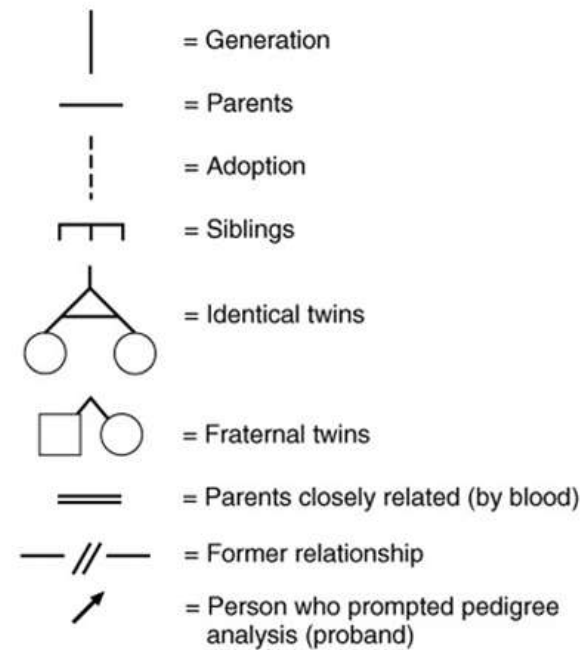 = Generation
= Parents
= Adoption
= Siblings
= Identical twins
= Fraternal twins
= Parents closely related (by blood)
= Former relationship
= Person who prompted pedigree
analysis (proband)